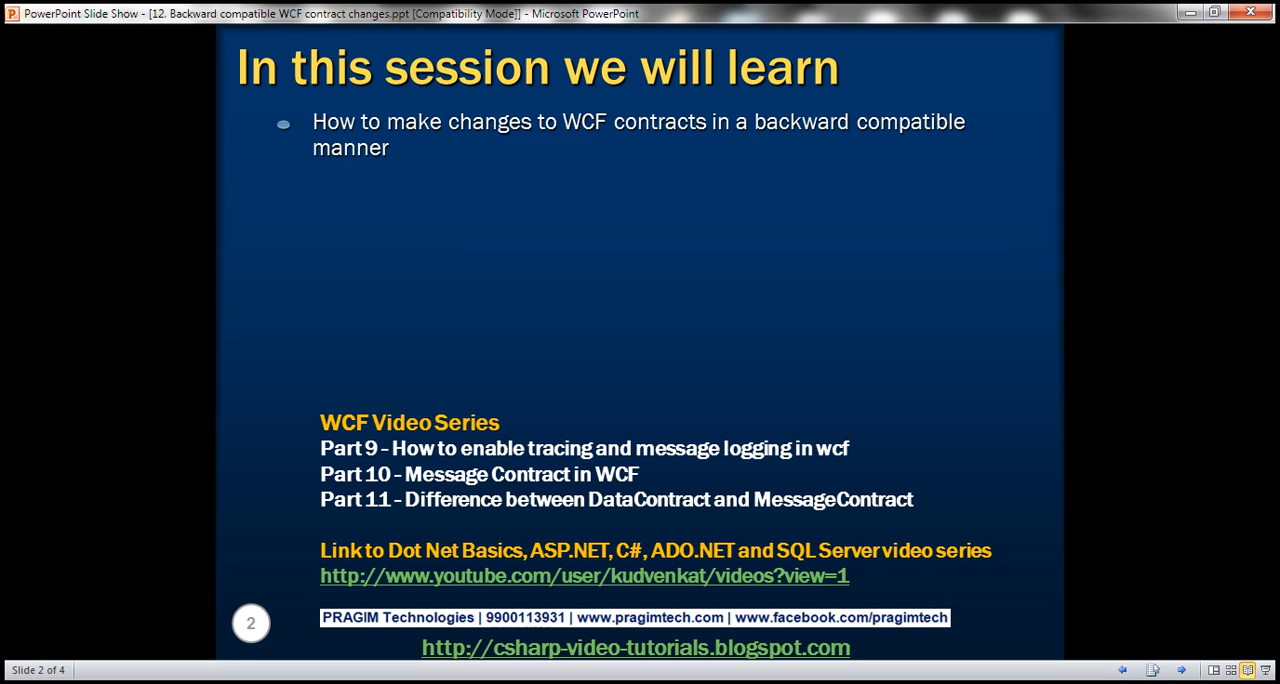 PowerPoint Slide Show - [12. Backward compatible WCF contract changes.ppt [Compatibility Mode]] - Microsoft PowerPoint
In this session we will learn
How to make changes to WCF contracts in a backward compatible
manner
WCF Video Series
Part 9 - How to enable tracing and message logging in wcf
Part 10 - Message Contract in WCF
Part 11 - Difference between DataContract and MessageContract
Link to Dot Net Basics, ASP.NET, C#, ADO.NET and SQL Server video series
http://www.youtube.com/user/kudvenkat/videos?view=1
2
PRAGIM Technologies | 9900113931 | www.pragimtech.com | www.facebook.com/pragimtech
http://csharp-video-tutorials.blogspot.com
Slide 2 of 4